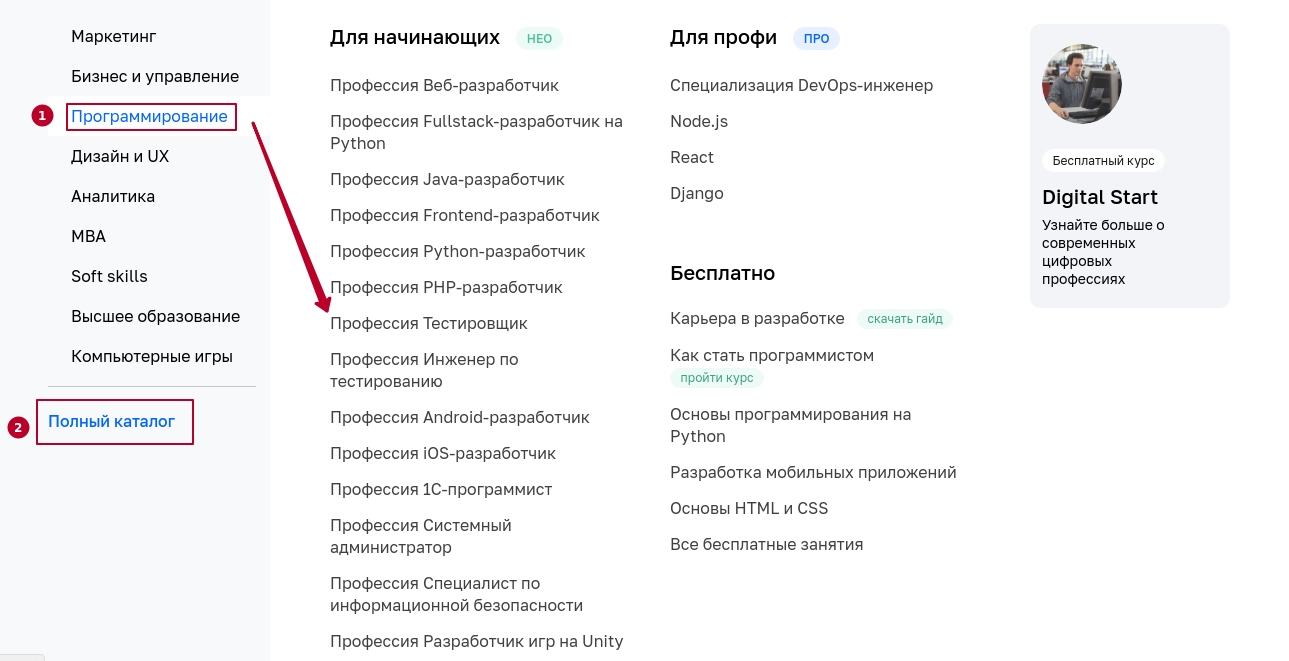 Маркетинг
Бизнес и управление
1
Программирование
Дизайн и UX
Аналитика
MBA
Soft skills
Высшее образование
Компьютерные игры
2
Полный каталог
Для начинающих НЕО
Профессия Веб-разработчик
Профессия Fullstack-разработчик на
Python
Профессия Java-разработчик
Профессия Frontend-разработчик
Профессия Python-разработчик
Профессия PHP-разработчик
Профессия Тестировщик
Профессия Инженер по
тестированию
Профессия Android-разработчик
Профессия iOS-разработчик
Профессия 1С-программист
Профессия Системный
администратор
Профессия Специалист по
информационной безопасности
Профессия Разработчик игр на Unity
Для профи ПРО
Специализация DevOps-инженер
Node.js
React
Django
Бесплатно
Карьера в разработке скачать гайд
Как стать программистом
пройти курс
Основы программирования на
Python
Разработка мобильных приложений
Основы HTML и CSS
Все бесплатные занятия
Бесплатный курс
Digital Start
Узнайте больше о
современных
цифровых
профессиях